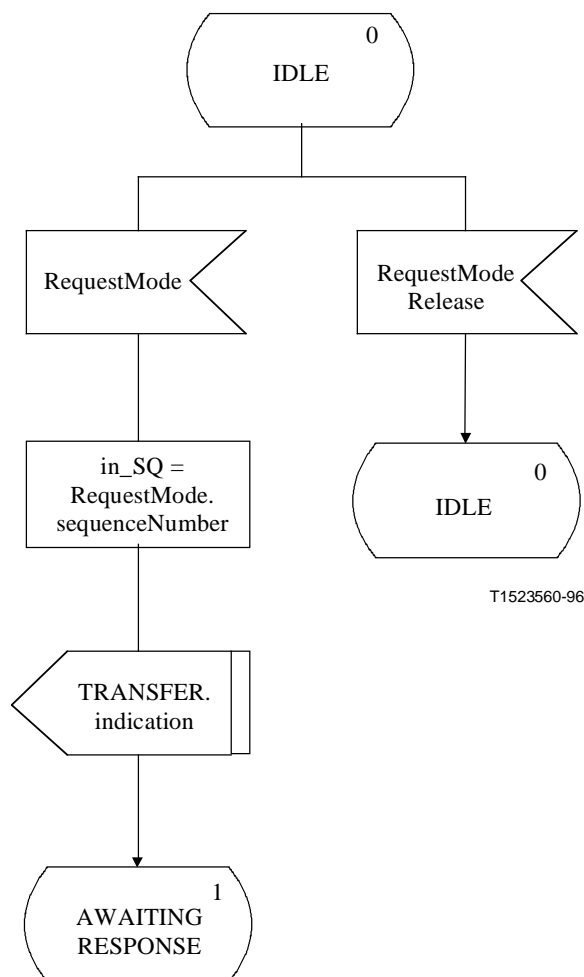 0
IDLE
RequestMode
RequestMode
Release
in_SQ =
RequestMode.
sequenceNumber
0
IDLE
T1523560-96
TRANSFER.
indication
1
AWAITING
RESPONSE